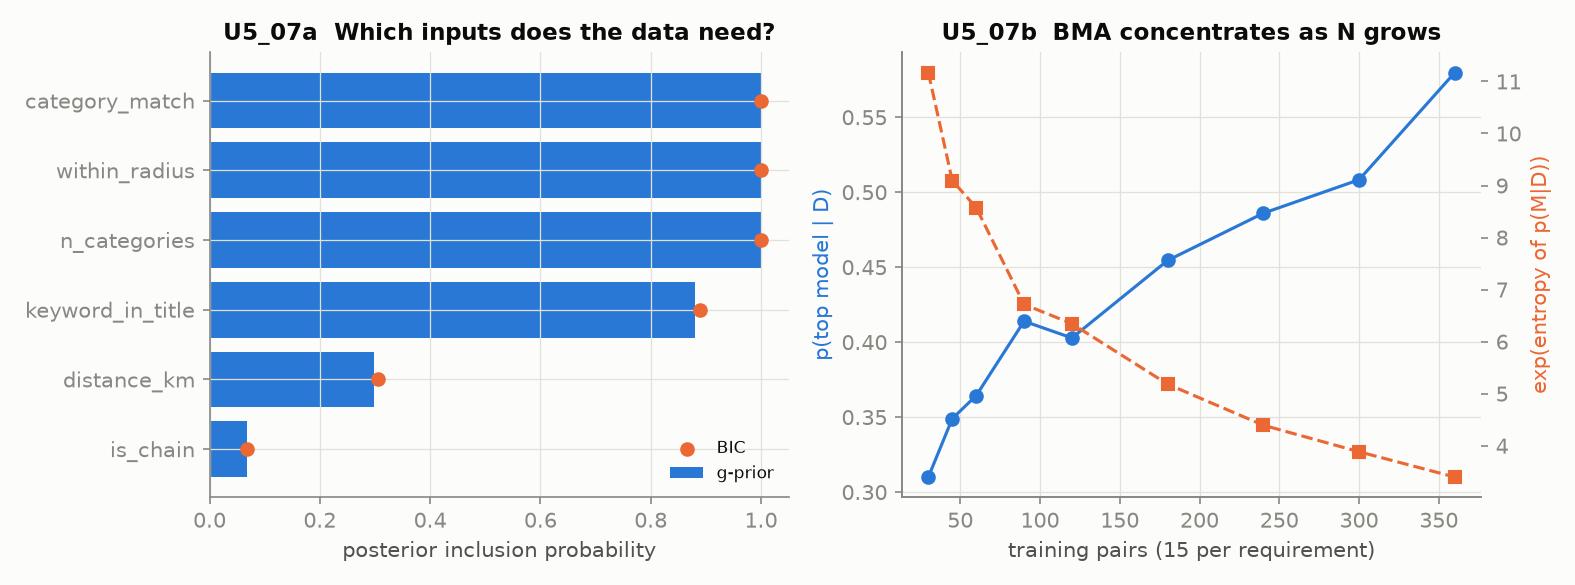 U5_07a  Which inputs does the data need?
category_match
within_radius
n_categories
keyword_in_title
distance_km
is_chain
BIC
g-prior
0.0 0.2 0.4 0.6 0.8 1.0
posterior inclusion probability
U5_07b  BMA concentrates as N grows
p(top model | D)
0.55
0.50
0.45
0.40
0.35
0.30
11
10
9
8
7
6
5
4
exp(entropy of p(M|D))
50 100 150 200 250 300 350
training pairs (15 per requirement)